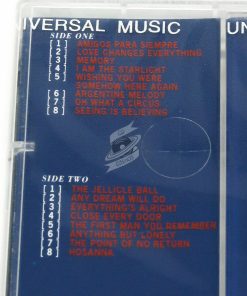 UNIVERSAL MUSIC UN
SIDE ONE
[ 1 ] AMIGOS PARA SIEMPRE
[ 2 ] LOVE CHANGES EVERYTHING
[ 3 ] MEMORY
[ 4 ] I AM THE STARLIGHT
[ 5 ] WISHING YOU WERE
SOMEHOW HERE AGAIN
[ 6 ] ARGENTINE MELODY
[ 7 ] OH WHAT A CIRCUS
[ 8 ] SEEING IS BELIEVING
SIDE TWO
[ 1 ] THE JELLICLE BALL
[ 2 ] ANY DREAM WILL DO
[ 3 ] EVERYTHING'S ALRIGHT
[ 4 ] CLOSE EVERY DOOR
[ 5 ] THE FIRST MAN YOU REMEMBER
[ 6 ] ANYTHING BUT LONELY
[ 7 ] THE POINT OF NO RETURN
[ 8 ] HOSANNA